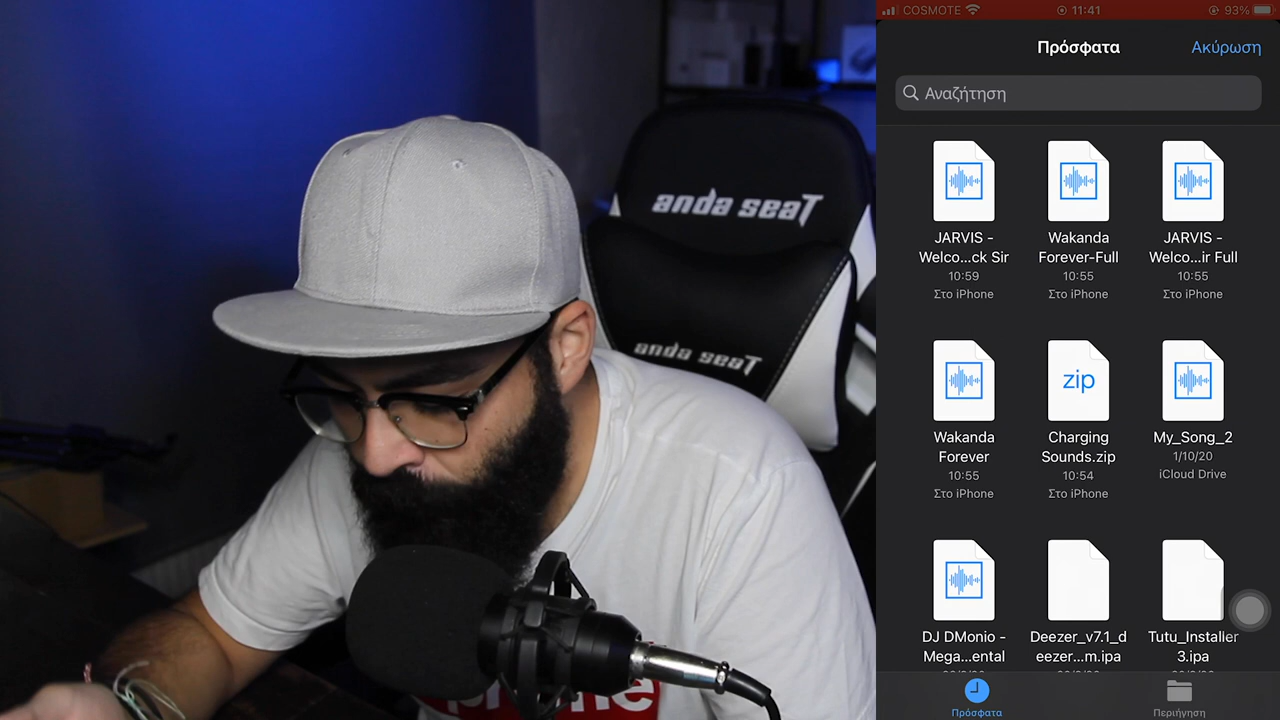 COSMOTE 11:41 93%
Πρόσφατα Ακύρωση
Αναζήτηση
JARVIS -
Welco...ck Sir
10:59
Στο iPhone
Wakanda
Forever-Full
10:55
Στο iPhone
JARVIS -
Welco...ir Full
10:55
Στο iPhone
Wakanda
Forever
10:55
Στο iPhone
zip
Charging
Sounds.zip
10:54
Στο iPhone
My_Song_2
1/10/20
iCloud Drive
DJ DMonio -
Mega...ental
Deezer_v7.1_d
eezer...m.ipa
Tutu_Installer
3.ipa
Πρόσφατα
Περιήγηση
anda seaT
anda seaT